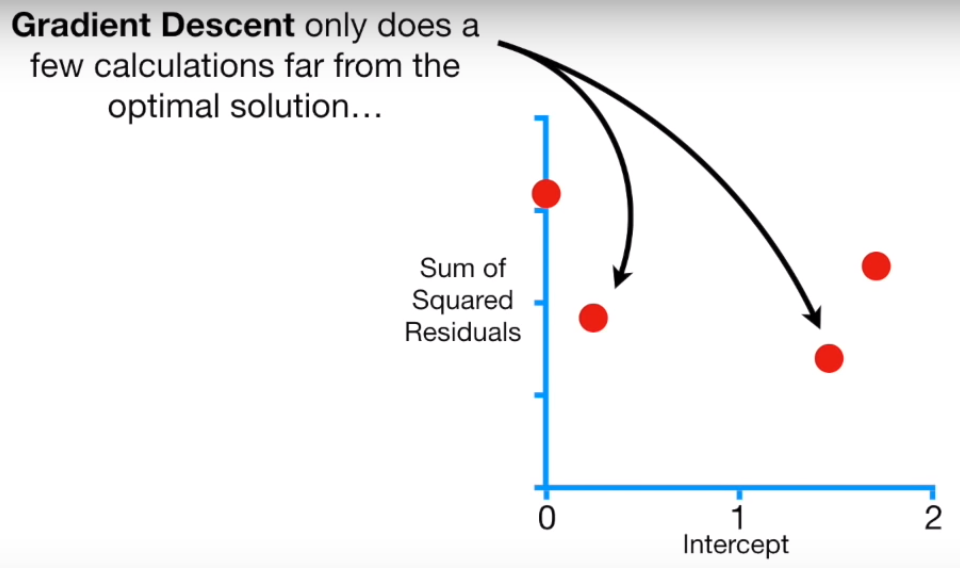 Gradient Descent only does a
few calculations far from the
optimal solution…
Sum of
Squared
Residuals
0
1
2
Intercept